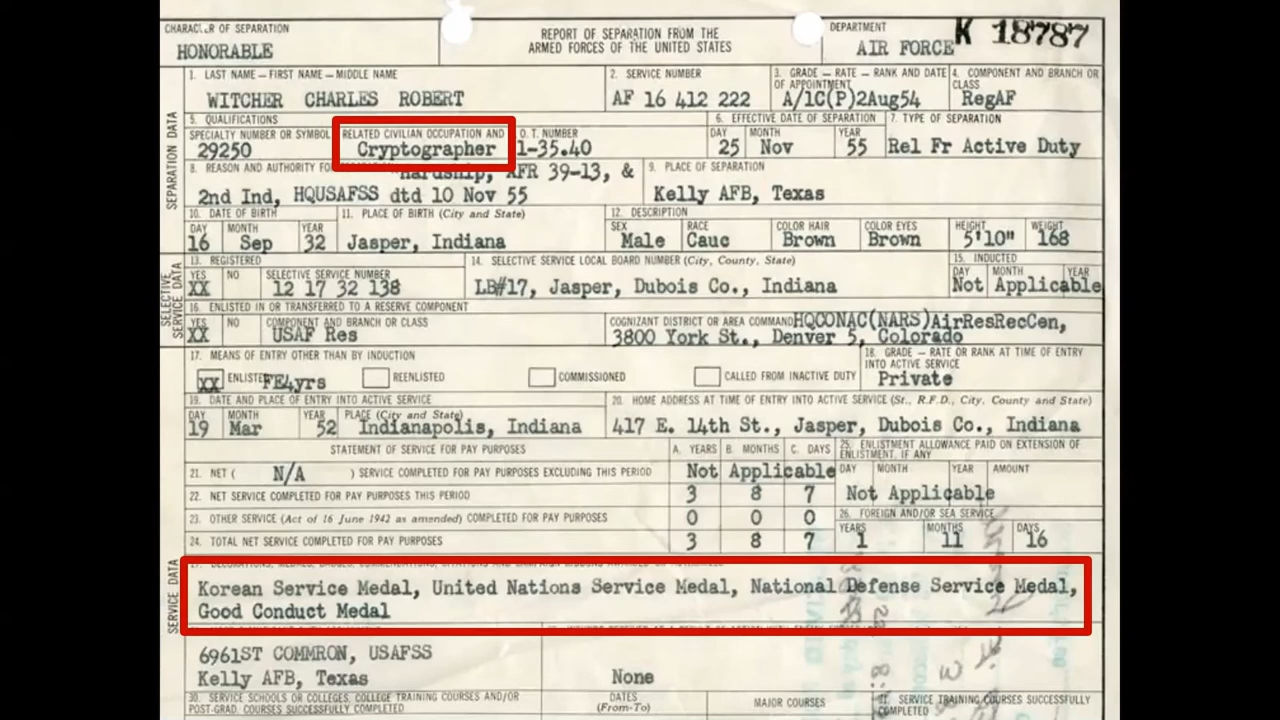 CHARACTER OF SEPARATION
HONORABLE
REPORT OF SEPARATION FROM THE
ARMED FORCES OF THE UNITED STATES
DEPARTMENT
AIR FORCE
K 18787
SEPARATION DATA
1. LAST NAME — FIRST NAME — MIDDLE NAME
WITCHER CHARLES ROBERT
2. SERVICE NUMBER
AF 16 412 222
3. GRADE — RATE — RANK AND DATE
OF APPOINTMENT
A/1C(P)2Aug54
4. COMPONENT AND BRANCH OR
CLASS
RegAF
5. QUALIFICATIONS
SPECIALTY NUMBER OR SYMBOL
29250
RELATED CIVILIAN OCCUPATION AND
Cryptographer
D. O. T. NUMBER
1-35.40
6. EFFECTIVE DATE OF SEPARATION
DAY MONTH YEAR
25 Nov 55
7. TYPE OF SEPARATION
Rel Fr Active Duty
8. REASON AND AUTHORITY FOR
Hardship, AFR 39-13, &
2nd Ind, HQUSAFSS dtd 10 Nov 55
9. PLACE OF SEPARATION
Kelly AFB, Texas
10. DATE OF BIRTH
DAY MONTH YEAR
16 Sep 32
11. PLACE OF BIRTH (City and State)
Jasper, Indiana
12. DESCRIPTION
SEX RACE COLOR HAIR COLOR EYES HEIGHT WEIGHT
Male Cauc Brown Brown 5'10" 168
SELECTIVE
SERVICE DATA
13. REGISTERED
YES NO SELECTIVE SERVICE NUMBER
XX 12 17 32 138
14. SELECTIVE SERVICE LOCAL BOARD NUMBER (City, County, State)
LB#17, Jasper, Dubois Co., Indiana
15. INDUCTED
DAY MONTH YEAR
Not Applicable
16. ENLISTED IN OR TRANSFERRED TO A RESERVE COMPONENT
YES NO COMPONENT AND BRANCH OR CLASS
XX USAF Res
COGNIZANT DISTRICT OR AREA COMMAND HQCONAC(NARS)AirResRecCen,
3800 York St., Denver 5, Colorado
17. MEANS OF ENTRY OTHER THAN BY INDUCTION
XX ENLISTED FE4yrs REENLISTED COMMISSIONED CALLED FROM INACTIVE DUTY
18. GRADE — RATE OR RANK AT TIME OF ENTRY
INTO ACTIVE SERVICE
Private
19. DATE AND PLACE OF ENTRY INTO ACTIVE SERVICE
DAY MONTH YEAR PLACE (City and State)
19 Mar 52 Indianapolis, Indiana
20. HOME ADDRESS AT TIME OF ENTRY INTO ACTIVE SERVICE (St., R.F.D., City, County and State)
417 E. 14th St., Jasper, Dubois Co., Indiana
SERVICE DATA
STATEMENT OF SERVICE FOR PAY PURPOSES
A. YEARS B. MONTHS C. DAYS
21. NET ( N/A ) SERVICE COMPLETED FOR PAY PURPOSES EXCLUDING THIS PERIOD
Not Applicable
22. NET SERVICE COMPLETED FOR PAY PURPOSES THIS PERIOD
3 8 7
23. OTHER SERVICE (Act of 16 June 1942 as amended) COMPLETED FOR PAY PURPOSES
0 0 0
24. TOTAL NET SERVICE COMPLETED FOR PAY PURPOSES
3 8 7
25. ENLISTMENT ALLOWANCE PAID ON EXTENSION OF
ENLISTMENT, IF ANY
DAY MONTH YEAR AMOUNT
Not Applicable
26. FOREIGN AND/OR SEA SERVICE
YEARS MONTHS DAYS
1 11 16
Korean Service Medal, United Nations Service Medal, National Defense Service Medal,
Good Conduct Medal
6961ST COMMRON, USAFSS
Kelly AFB, Texas
None
30. SERVICE SCHOOLS OR COLLEGES, COLLEGE TRAINING COURSES AND/OR
POST-GRAD. COURSES SUCCESSFULLY COMPLETED
DATES
(From-To)
MAJOR COURSES
31. SERVICE TRAINING COURSES SUCCESSFULLY
COMPLETED